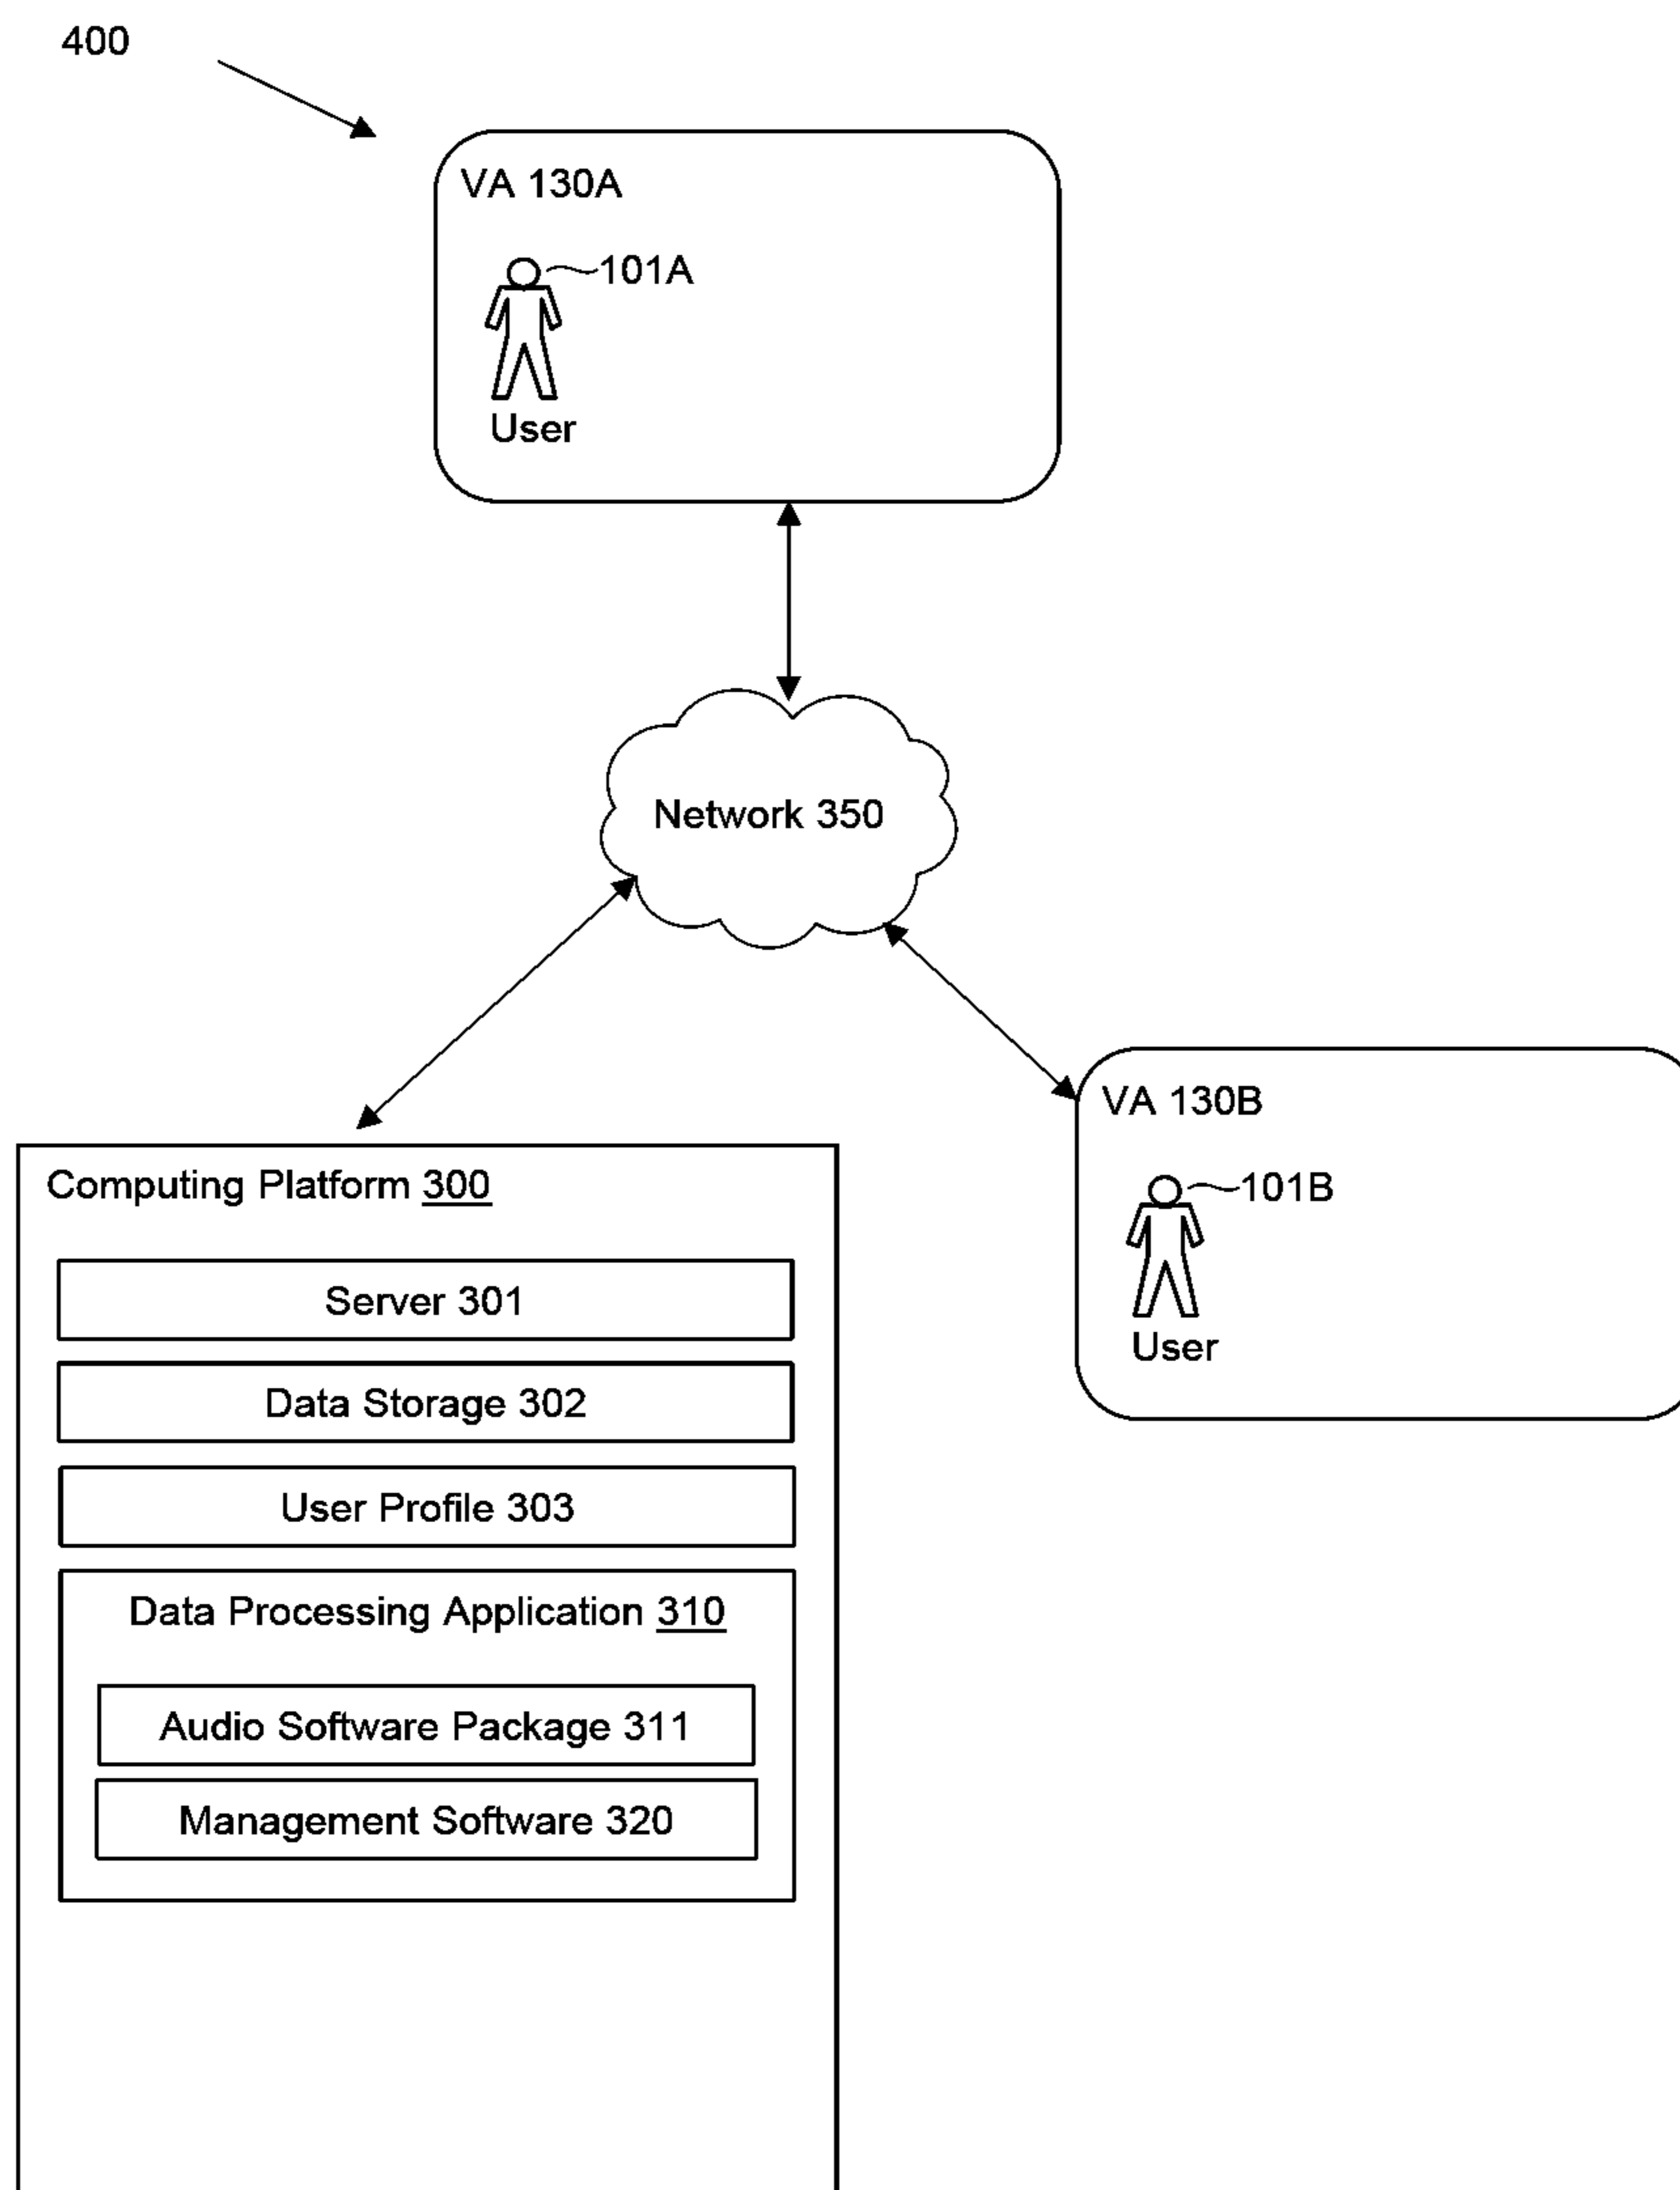 400
VA 130A
101A
User
Network 350
VA 130B
101B
User
Computing Platform 300
Server 301
Data Storage 302
User Profile 303
Data Processing Application 310
Audio Software Package 311
Management Software 320